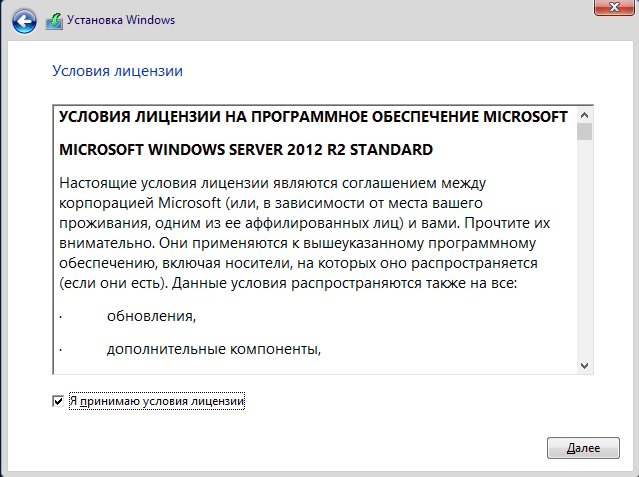 Установка Windows
Условия лицензии
УСЛОВИЯ ЛИЦЕНЗИИ НА ПРОГРАММНОЕ ОБЕСПЕЧЕНИЕ MICROSOFT
MICROSOFT WINDOWS SERVER 2012 R2 STANDARD
Настоящие условия лицензии являются соглашением между
корпорацией Microsoft (или, в зависимости от места вашего
проживания, одним из ее аффилированных лиц) и вами. Прочтите их
внимательно. Они применяются к вышеуказанному программному
обеспечению, включая носители, на которых оно распространяется
(если они есть). Данные условия распространяются также на все:
· обновления,
· дополнительные компоненты,
Я принимаю условия лицензии
Далее